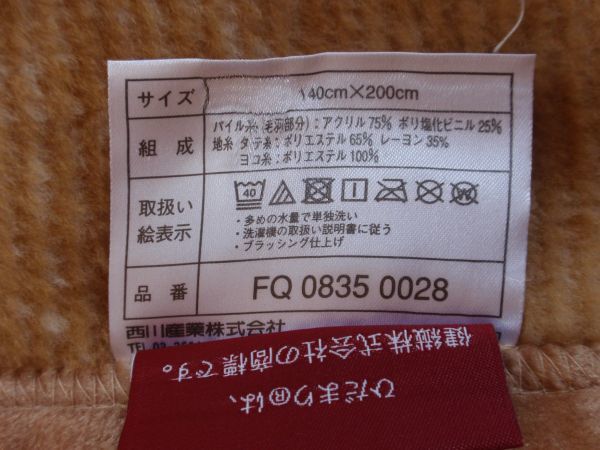 サイズ 140cm×200cm
組成 パイル糸(毛羽部分):アクリル75% ポリ塩化ビニル25%
地糸 タテ糸:ポリエステル65% レーヨン35%
ヨコ糸:ポリエステル100%
取扱い絵表示
40
・多めの水量で単独洗い
・洗濯機の取扱い説明書に従う
・ブラッシング仕上げ
品番 FQ 0835 0028
西川産業株式会社
TEL 03
ひだまり®は、
健繊株式会社の商標です。